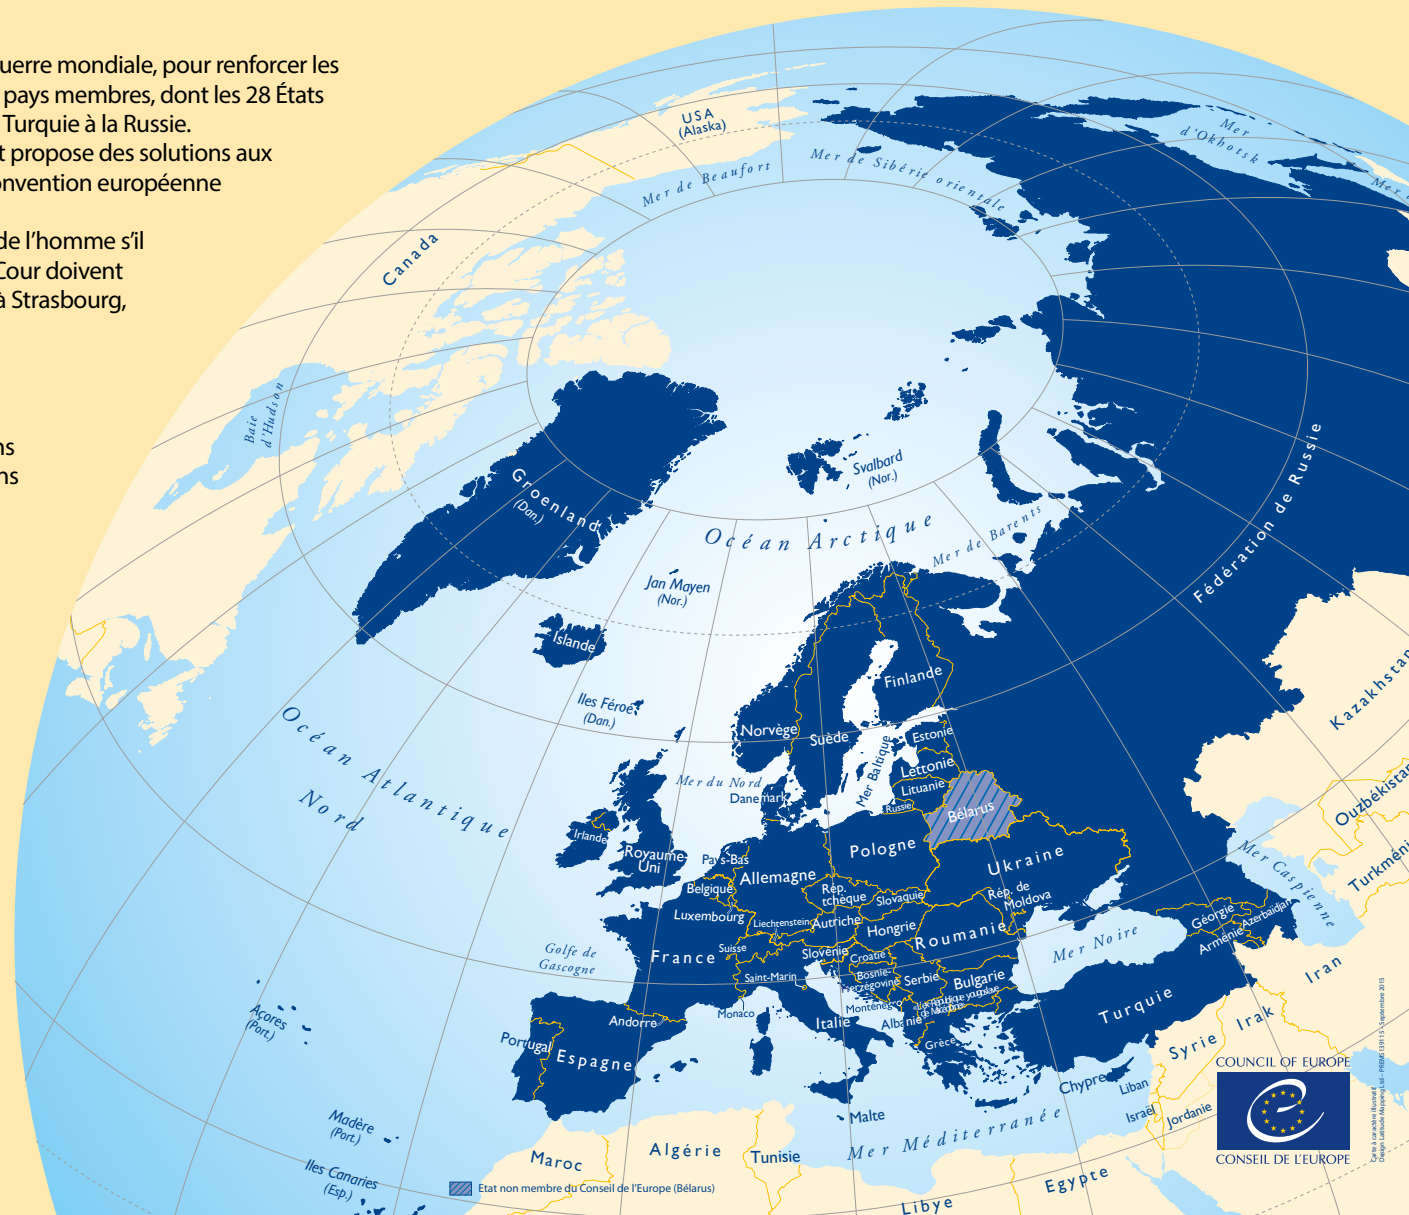 uerre mondiale, pour renforcer les
pays membres, dont les 28 États
Turquie à la Russie.
t propose des solutions aux
onvention européenne
de l’homme s’il
Cour doivent
à Strasbourg,
ns
ns
USA
(Alaska)
Mer de Beaufort
Mer de Sibérie orientale
Mer
d'Okhotsk
Mer
Canada
Baie
d'Hudson
Groenland
(Dan.)
Svalbard
(Nor.)
Océan Arctique
Mer de Barents
Fédération de Russie
Jan Mayen
(Nor.)
Islande
Iles Féroé
(Dan.)
Océan Atlantique
Nord
Norvège
Suède
Finlande
Estonie
Lettonie
Lituanie
Russie
Mer Baltique
Mer du Nord
Danemark
Bélarus
Kazakhstan
Ouzbékistan
Turkméni
Mer Caspienne
Irlande
Royaume-
Uni
Pays-Bas
Belgique
Luxembourg
Allemagne
Pologne
Ukraine
Rép.
tchèque
Slovaquie
Rép. de
Moldova
Liechtenstein
Autriche
Hongrie
Roumanie
Suisse
France
Slovénie
Croatie
Bosnie-
Herzégovine
Serbie
Bulgarie
Saint-Marin
Monaco
Monténégro
Albanie
Italie
Grèce
Golfe de
Gascogne
Andorre
Portugal
Espagne
Açores
(Port.)
Madère
(Port.)
Iles Canaries
(Esp.)
Mer Noire
Géorgie
Arménie
Azerbaïdjan
Turquie
Iran
Irak
Syrie
Chypre
Liban
Israël
Jordanie
Malte
Mer Méditerranée
Maroc
Algérie
Tunisie
Libye
Egypte
Etat non membre du Conseil de l'Europe (Bélarus)
COUNCIL OF EUROPE
CONSEIL DE L'EUROPE
Carte à caractère illustratif.